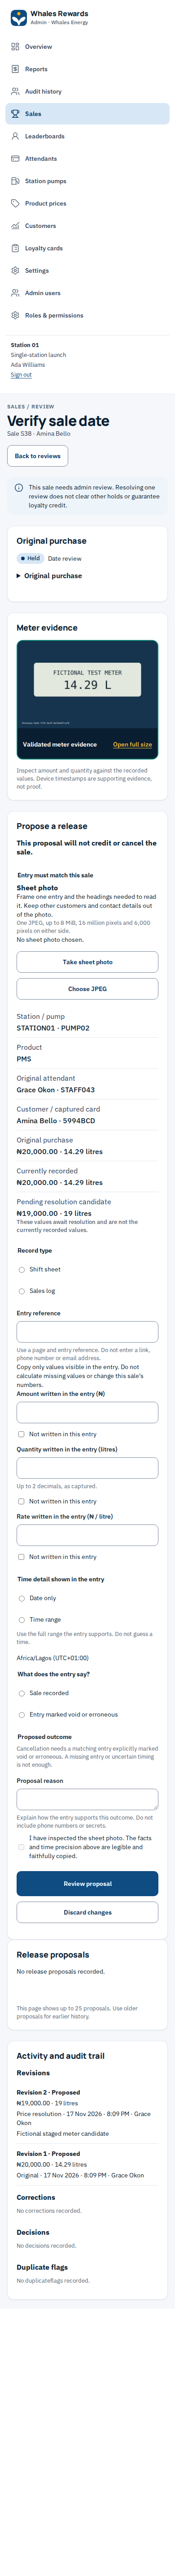 Whales Rewards
Admin · Whales Energy
Overview
Reports
Audit history
Sales
Leaderboards
Attendants
Station pumps
Product prices
Customers
Loyalty cards
Settings
Admin users
Roles & permissions
Station 01
Single-station launch
Ada Williams
Sign out
SALES / REVIEW
Verify sale date
Sale 538 · Amina Bello
Back to reviews
This sale needs admin review. Resolving one
review does not clear other holds or guarantee
loyalty credit.
Original purchase
Held Date review
Original purchase
Meter evidence
FICTIONAL TEST METER
14.29 L
Validated meter evidence Open full size
Inspect amount and quantity against the recorded
values. Device timestamps are supporting evidence,
not proof.
Propose a release
This proposal will not credit or cancel the
sale.
Entry must match this sale
Sheet photo
Frame one entry and the headings needed to read
it. Keep other customers and contact details out
of the photo.
One JPEG, up to 8 MiB, 16 million pixels and 6,000
pixels on either side.
No sheet photo chosen.
Take sheet photo
Choose JPEG
Station / pump
STATION01 · PUMP02
Product
PMS
Original attendant
Grace Okon · STAFF043
Customer / captured card
Amina Bello · 5994BCD
Original purchase
₦20,000.00 · 14.29 litres
Currently recorded
₦20,000.00 · 14.29 litres
Pending resolution candidate
₦19,000.00 · 19 litres
These values await resolution and are not the
currently recorded values.
Record type
Shift sheet
Sales log
Entry reference
Use a page and entry reference. Do not enter a link,
phone number or email address.
Copy only values visible in the entry. Do not
calculate missing values or change this sale's
numbers.
Amount written in the entry (₦)
Not written in this entry
Quantity written in the entry (litres)
Up to 2 decimals, as captured.
Not written in this entry
Rate written in the entry (₦ / litre)
Not written in this entry
Time detail shown in the entry
Date only
Time range
Use the full range the entry supports. Do not guess a
time.
Africa/Lagos (UTC+01:00)
What does the entry say?
Sale recorded
Entry marked void or erroneous
Proposed outcome
Cancellation needs a matching entry explicitly marked
void or erroneous. A missing entry or uncertain timing
is not enough.
Proposal reason
Explain how the entry supports this outcome. Do not
include phone numbers or secrets.
I have inspected the sheet photo. The facts
and time precision above are legible and
faithfully copied.
Review proposal
Discard changes
Release proposals
No release proposals recorded.
This page shows up to 25 proposals. Use older
proposals for earlier history.
Activity and audit trail
Revisions
Revision 2 · Proposed
₦19,000.00 · 19 litres
Price resolution · 17 Nov 2026 · 8:09 PM · Grace
Okon
Fictional staged meter candidate
Revision 1 · Proposed
₦20,000.00 · 14.29 litres
Original · 17 Nov 2026 · 8:09 PM · Grace Okon
Corrections
No corrections recorded.
Decisions
No decisions recorded.
Duplicate flags
No duplicateflags recorded.